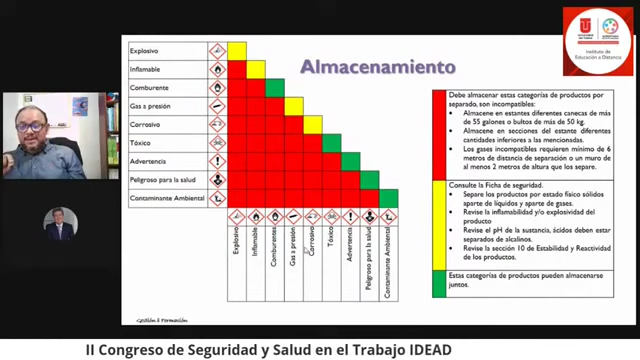 Almacenamiento
Explosivo
Inflamable
Comburente
Gas a presión
Corrosivo
Tóxico
Advertencia
Peligroso para la salud
Contaminante Ambiental
Explosivo
Inflamable
Comburentes
Gas a presión
Corrosivo
Tóxico
Advertencia
Peligroso para la salud
Contaminante Ambiental
Debe almacenar estas categorías de productos por
separado, son incompatibles:
• Almacene en estantes diferentes canecas de más
de 55 galones o bultos de más de 50 kg.
• Almacene en secciones del estante diferentes
cantidades inferiores a las mencionadas.
• Los gases incompatibles requieren mínimo de 6
metros de distancia de separación o un muro de
al menos 2 metros de altura que los separe.
Consulte la Ficha de seguridad.
• Separe los productos por estado físico sólidos
aparte de líquidos y aparte de gases.
• Revise la inflamabilidad y/o explosividad del
producto
• Revise el pH de la sustancia, ácidos deben estar
separados de alcalinos.
• Revise la sección 10 de Estabilidad y Reactividad
de los productos.
Estas categorías de productos pueden almacenarse
juntos.
Instituto de
Educación a Distancia
Gestión & Formación
II Congreso de Seguridad y Salud en el Trabajo IDEAD